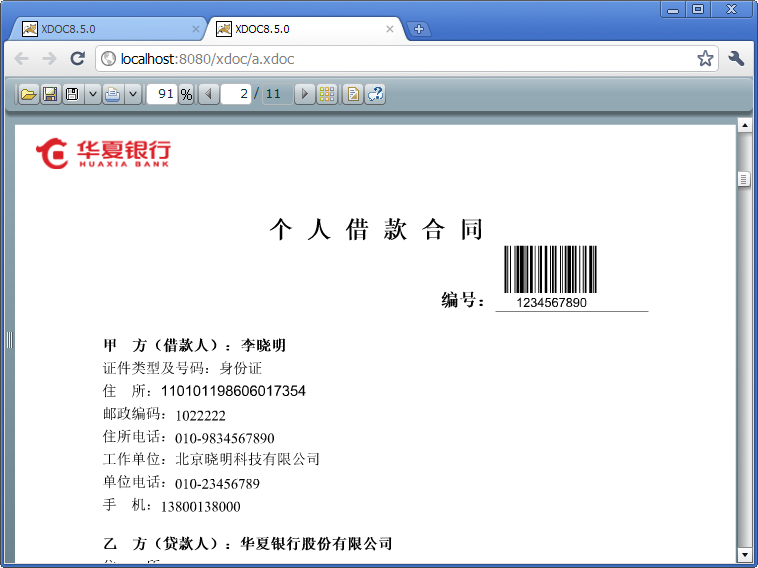 XDOC8.5.0
XDOC8.5.0
localhost:8080/xdoc/a.xdoc
91 %
2 / 11
华夏银行
HUAXIA BANK
个人借款合同
1234567890
编号：
甲 方（借款人）：李晓明
证件类型及号码：身份证
住 所：110101198606017354
邮政编码：1022222
住所电话：010-9834567890
工作单位：北京晓明科技有限公司
单位电话：010-23456789
手 机：13800138000
乙 方（贷款人）：华夏银行股份有限公司